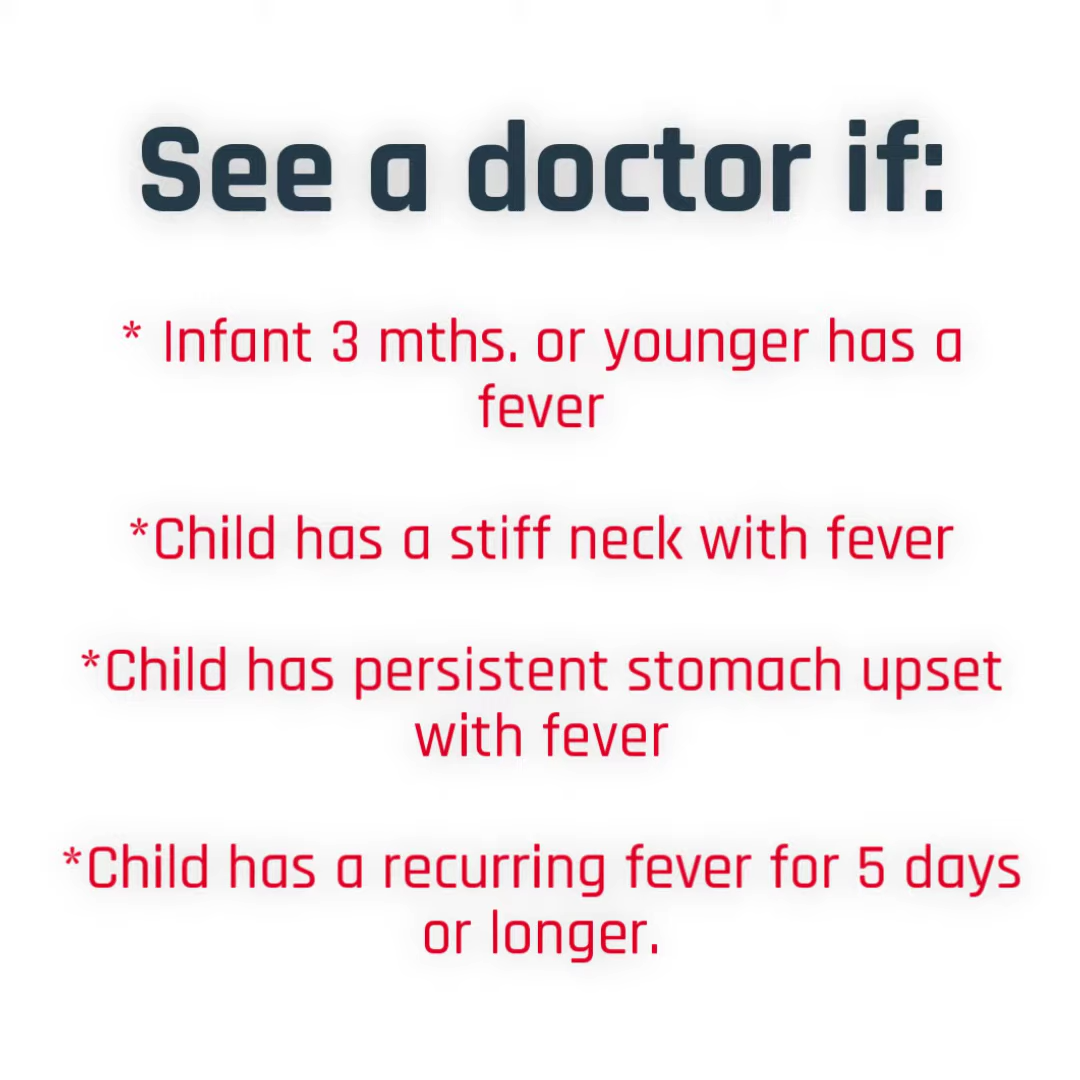 See a doctor if:
* Infant 3 mths. or younger has a
fever
*Child has a stiff neck with fever
*Child has persistent stomach upset
with fever
*Child has a recurring fever for 5 days
or longer.